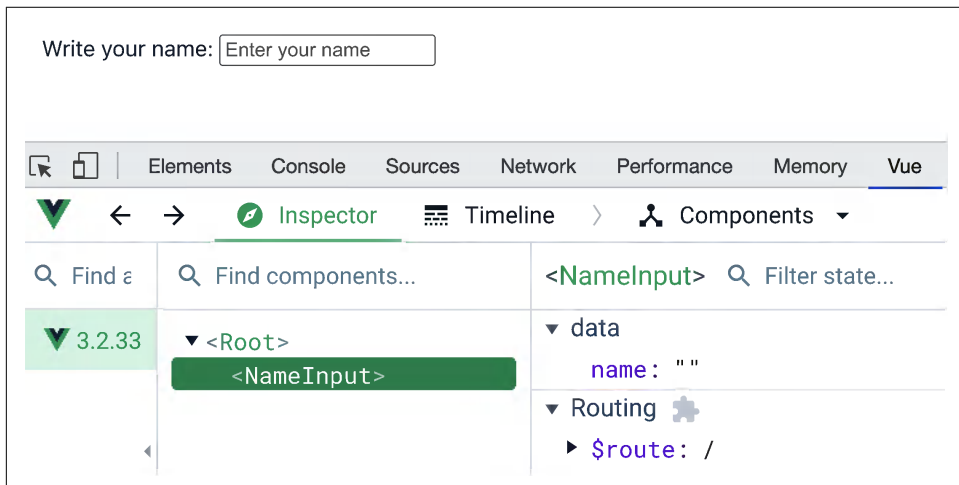 Write your name: Enter your name
Elements Console Sources Network Performance Memory Vue
Inspector Timeline Components
Find a Find components... <NameInput> Filter state...
3.2.33 <Root> data
<NameInput> name: ""
Routing
$route: /